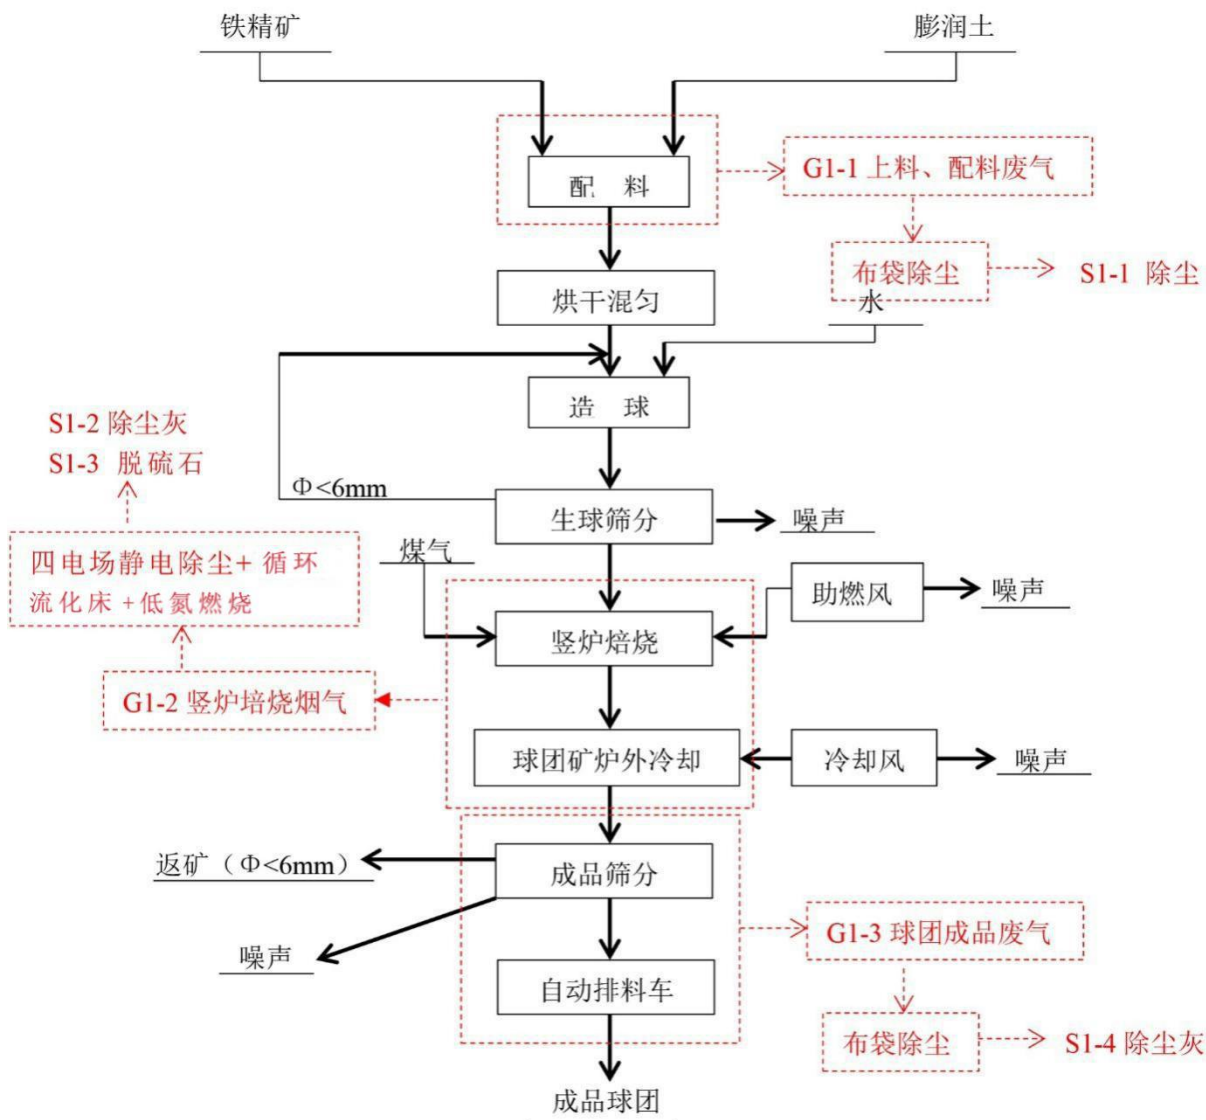 铁精矿
膨润土
配 料
G1-1 上料、配料废气
布袋除尘
S1-1 除尘
烘干混匀
水
造 球
S1-2 除尘灰
S1-3 脱硫石
Φ<6mm
生球筛分
噪声
煤气
四电场静电除尘+ 循环
流化床 +低氮燃烧
助燃风
噪声
竖炉焙烧
G1-2 竖炉培烧烟气
球团矿炉外冷却
冷却风
噪声
返矿（Φ<6mm）
成品筛分
G1-3 球团成品废气
噪声
自动排料车
布袋除尘
S1-4 除尘灰
成品球团